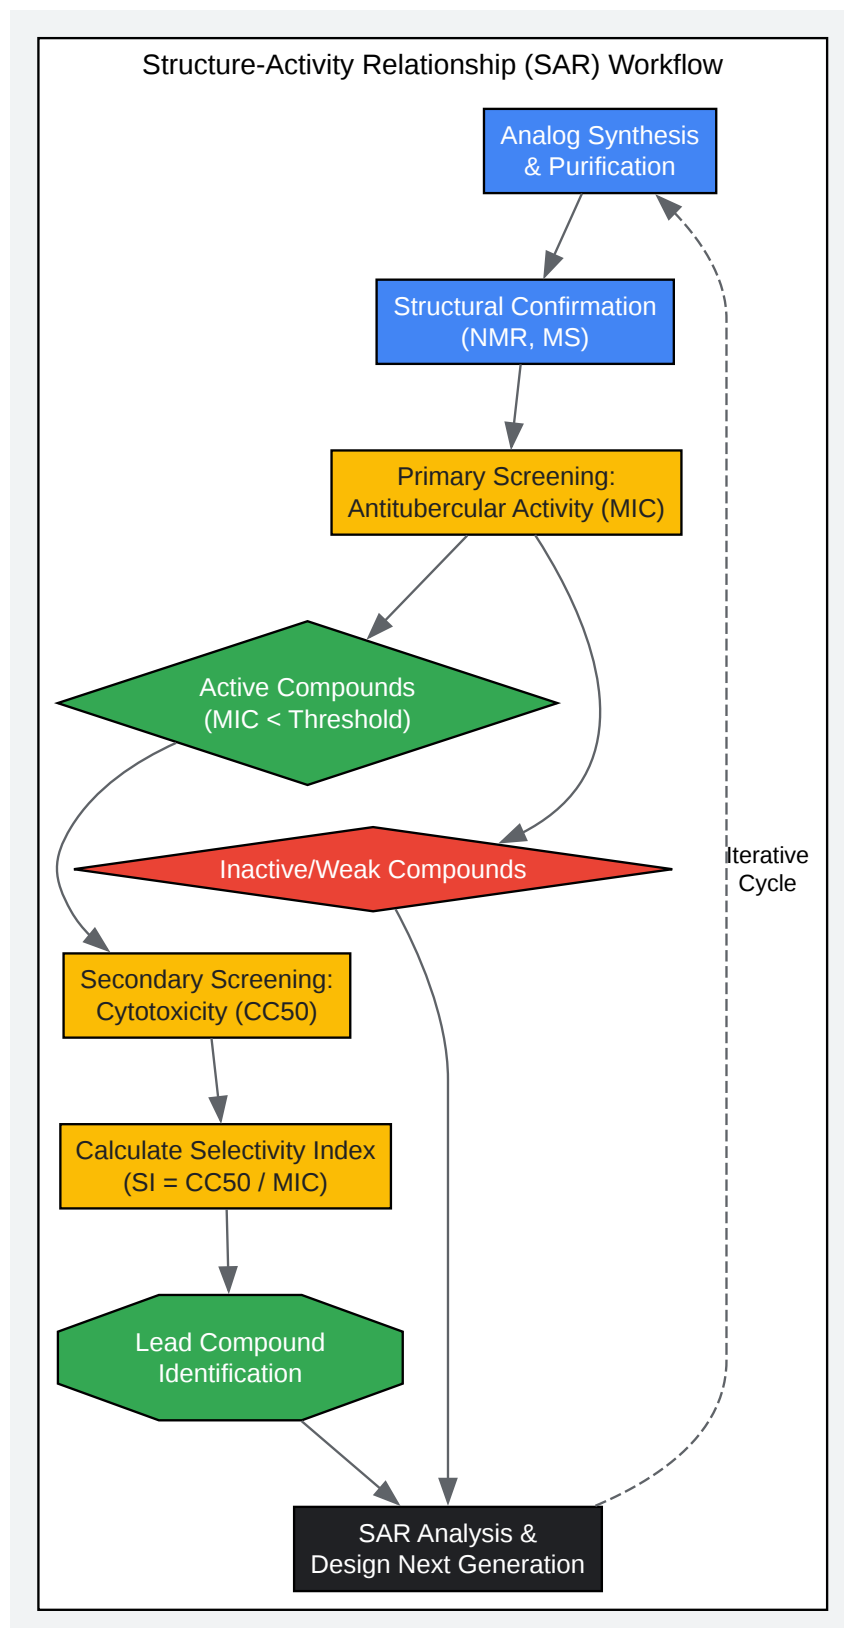 Structure-Activity Relationship (SAR) Workflow
Analog Synthesis
& Purification
Structural Confirmation
(NMR, MS)
Primary Screening:
Antitubercular Activity (MIC)
Active Compounds
(MIC < Threshold)
Inactive/Weak Compounds
Iterative
Cycle
Secondary Screening:
Cytotoxicity (CC50)
Calculate Selectivity Index
(SI = CC50 / MIC)
Lead Compound
Identification
SAR Analysis &
Design Next Generation